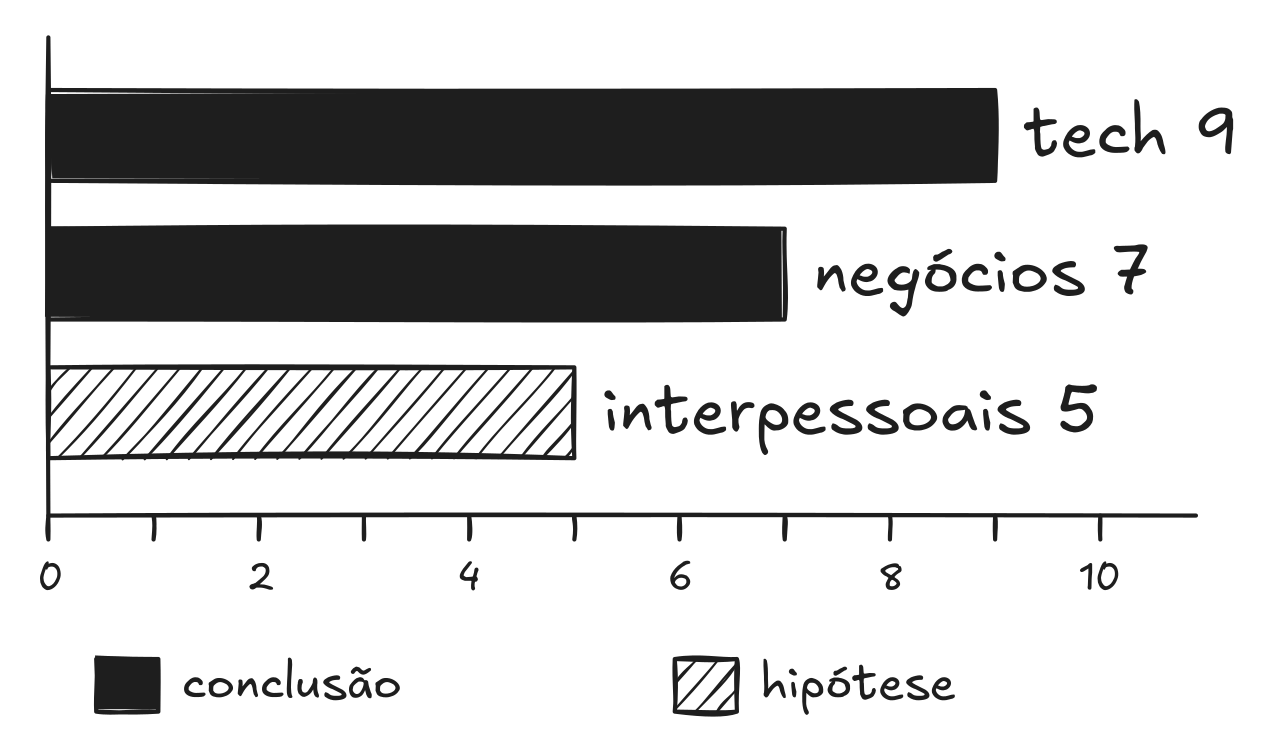 tech 9
negócios 7
interpessoais 5
0 2 4 6 8 10
conclusão hipótese